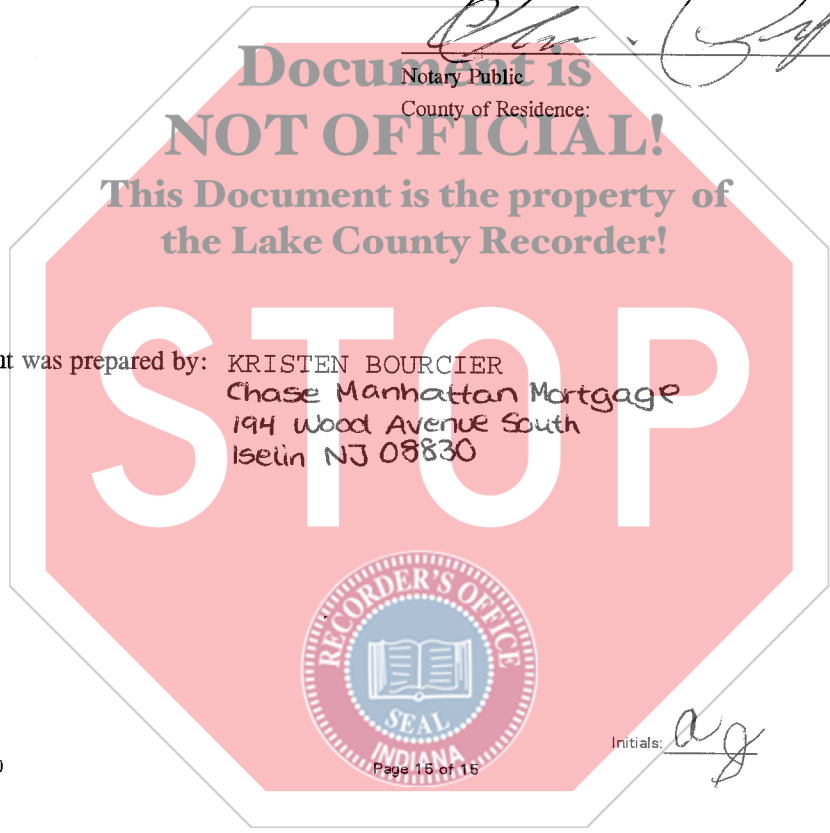 Document is
Notary Public
County of Residence:
NOT OFFICIAL!
This Document is the property of
the Lake County Recorder!
STOP
nt was prepared by: KRISTEN BOURCIER
Chase Manhattan Mortgage
194 Wood Avenue South
Iselin NJ 08830
RECORDER'S OFFICE
SEAL
INDIANA
Initials: a g
Page 15 of 15